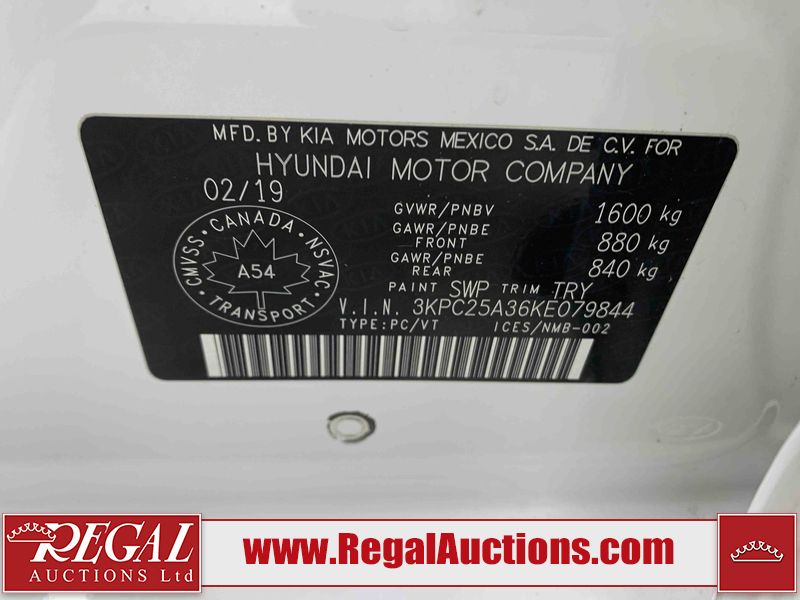 MFD. BY KIA MOTORS MEXICO S.A. DE C.V. FOR
HYUNDAI MOTOR COMPANY
02/19
GVWR/PNBV 1600 kg
GAWR/PNBE FRONT 880 kg
GAWR/PNBE REAR 840 kg
PAINT SWP TRIM TRY
CANADA
CMVSS NSVAC
A54
TRANSPORT
V.I.N. 3KPC25A36KE079844
TYPE:PC/VT ICES/NMB-002
REGAL
AUCTIONS Ltd
www.RegalAuctions.com